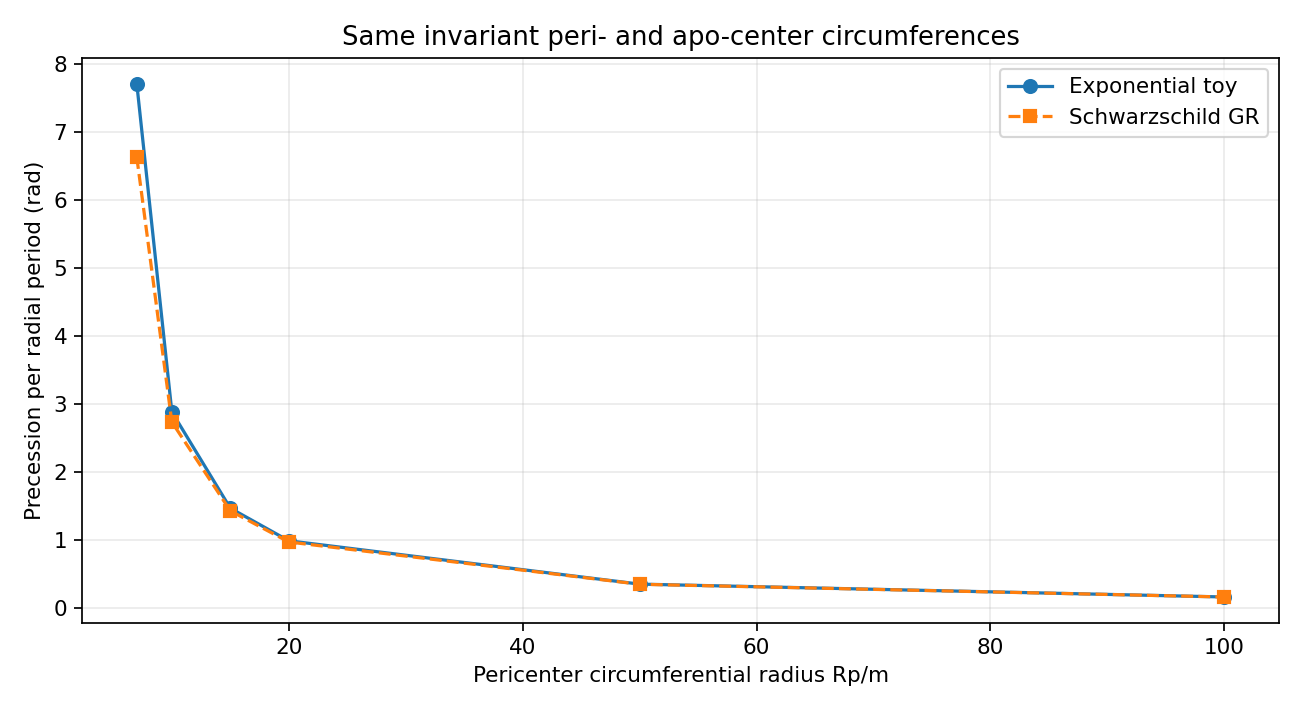 Same invariant peri- and apo-center circumferences
Exponential toy
Schwarzschild GR
Precession per radial period (rad)
8
7
6
5
4
3
2
1
0
20
40
60
80
100
Pericenter circumferential radius Rp/m